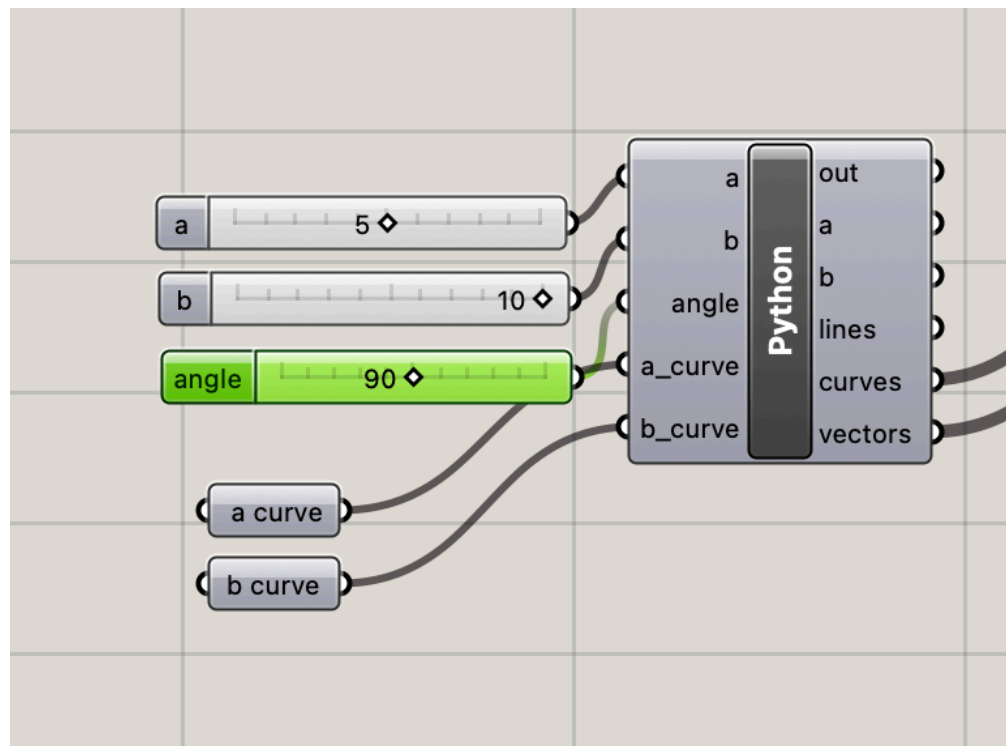 a 5
b 10
angle 90
a curve
b curve
a
b
angle
a_curve
b_curve
Python
out
a
b
lines
curves
vectors